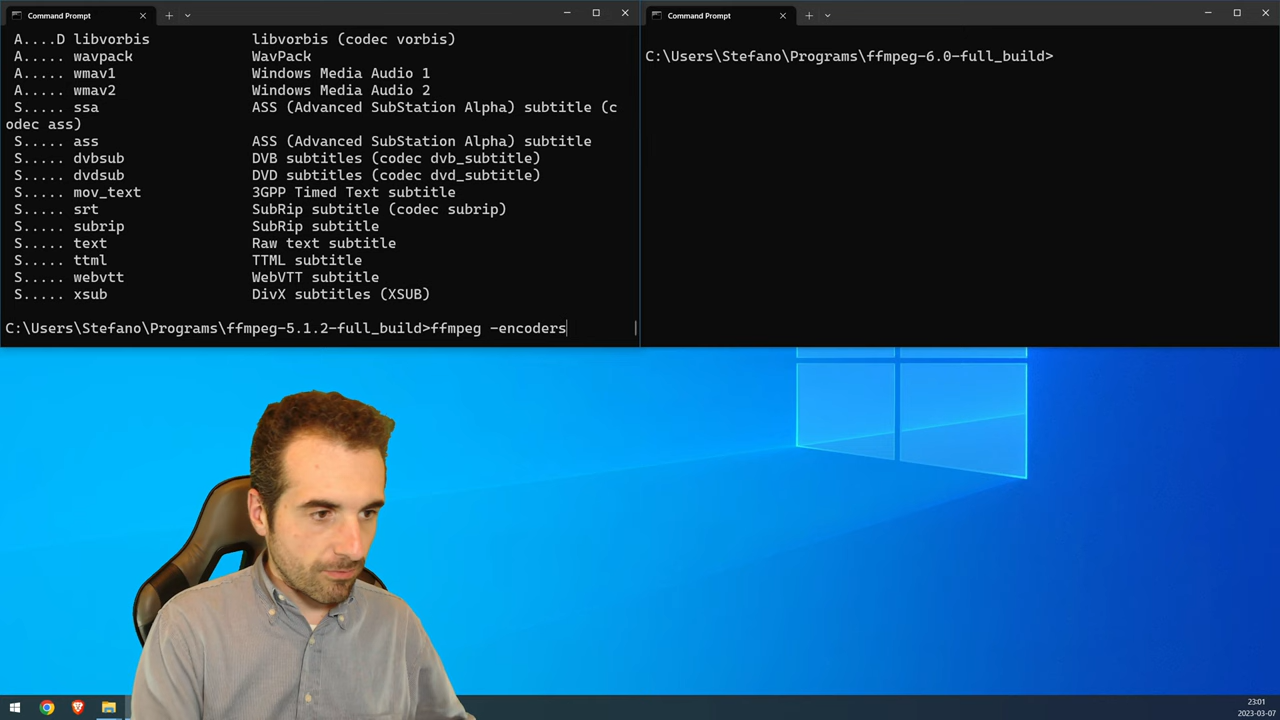 Command Prompt
A....D libvorbis libvorbis (codec vorbis)
A..... wavpack WavPack
A..... wmav1 Windows Media Audio 1
A..... wmav2 Windows Media Audio 2
S..... ssa ASS (Advanced SubStation Alpha) subtitle (c
odec ass)
S..... ass ASS (Advanced SubStation Alpha) subtitle
S..... dvbsub DVB subtitles (codec dvb_subtitle)
S..... dvdsub DVD subtitles (codec dvd_subtitle)
S..... mov_text 3GPP Timed Text subtitle
S..... srt SubRip subtitle (codec subrip)
S..... subrip SubRip subtitle
S..... text Raw text subtitle
S..... ttml TTML subtitle
S..... webvtt WebVTT subtitle
S..... xsub DivX subtitles (XSUB)
C:\Users\Stefano\Programs\ffmpeg-5.1.2-full_build>ffmpeg -encoders
Command Prompt
C:\Users\Stefano\Programs\ffmpeg-6.0-full_build>
23:01
2023-03-07